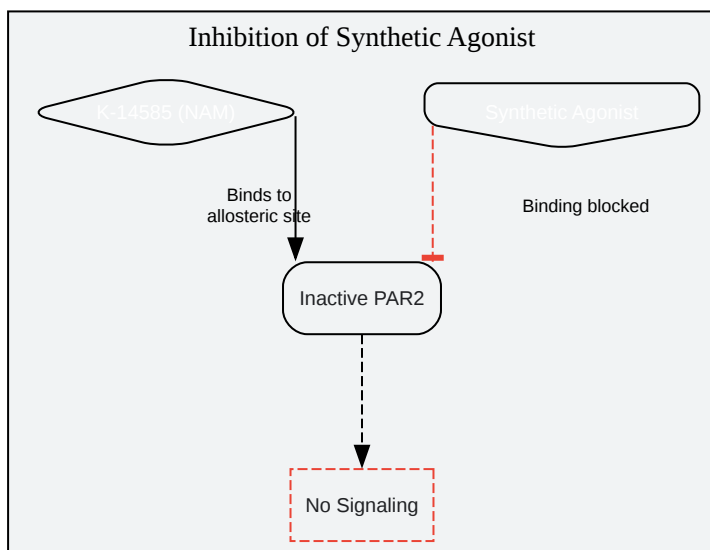 Inhibition of Synthetic Agonist
K-14585 (NAM)
Synthetic Agonist
Binds to
allosteric site
Binding blocked
Inactive PAR2
No Signaling